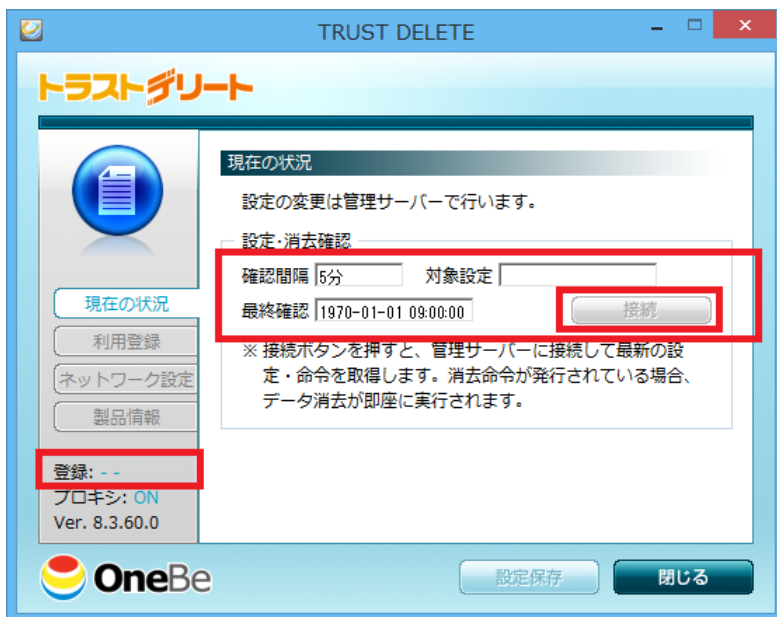 TRUST DELETE
トラストデリート
現在の状況
設定の変更は管理サーバーで行います。
設定・消去確認
確認間隔 5分 対象設定
最終確認 1970-01-01 09:00:00 接続
※ 接続ボタンを押すと、管理サーバーに接続して最新の設
定・命令を取得します。消去命令が発行されている場合、
データ消去が即座に実行されます。
現在の状況
利用登録
ネットワーク設定
製品情報
登録: - -
プロキシ: ON
Ver. 8.3.60.0
OneBe
設定保存
閉じる